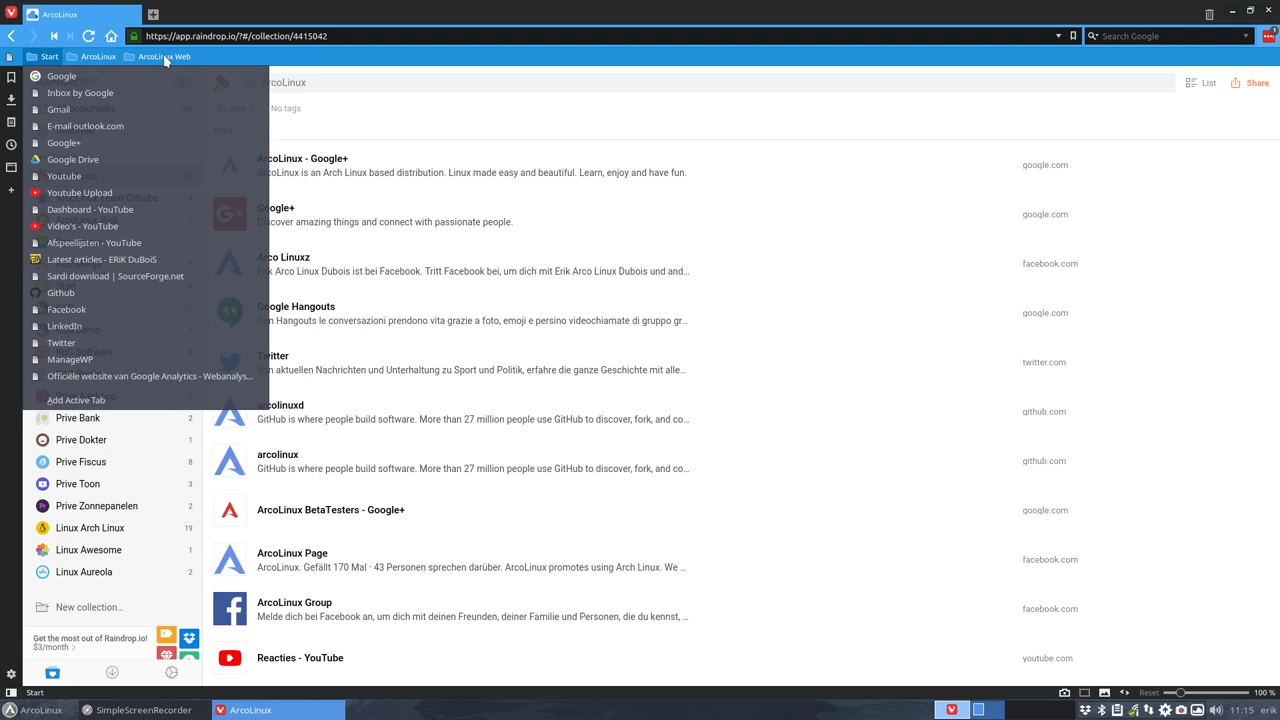 ArcoLinux
https://app.raindrop.io/?#/collection/4415042
Search Google
Start
ArcoLinux
ArcoLinux Web
Google
Inbox by Google
Gmail
E-mail outlook.com
Google+
Google Drive
Youtube
Youtube Upload
Dashboard - YouTube
Video's - YouTube
Afspeellijsten - YouTube
Latest articles - ERiK DuBoiS
Sardi download | SourceForge.net
Github
Facebook
LinkedIn
Twitter
ManageWP
Officiële website van Google Analytics - Webanalys...
Add Active Tab
Prive Bank 2
Prive Dokter 1
Prive Fiscus 8
Prive Toon 3
Prive Zonnepanelen 2
Linux Arch Linux 19
Linux Awesome 1
Linux Aureola 2
New collection...
Get the most out of Raindrop.io!
$3/month >
ArcoLinux
List
Share
by date
No tags
APRIL
ArcoLinux - Google+
ArcoLinux is an Arch Linux based distribution. Linux made easy and beautiful. Learn, enjoy and have fun.
google.com
Google+
Discover amazing things and connect with passionate people.
google.com
Arco Linuxz
Erik Arco Linux Dubois ist bei Facebook. Tritt Facebook bei, um dich mit Erik Arco Linux Dubois und and...
facebook.com
Google Hangouts
Con Hangouts le conversazioni prendono vita grazie a foto, emoji e persino videochiamate di gruppo gr...
google.com
Twitter
Von aktuellen Nachrichten und Unterhaltung zu Sport und Politik, erfahre die ganze Geschichte mit alle...
twitter.com
arcolinuxd
GitHub is where people build software. More than 27 million people use GitHub to discover, fork, and co...
github.com
arcolinux
GitHub is where people build software. More than 27 million people use GitHub to discover, fork, and co...
github.com
ArcoLinux BetaTesters - Google+
google.com
ArcoLinux Page
ArcoLinux. Gefällt 170 Mal · 43 Personen sprechen darüber. ArcoLinux promotes using Arch Linux. We ...
facebook.com
ArcoLinux Group
Melde dich bei Facebook an, um dich mit deinen Freunden, deiner Familie und Personen, die du kennst, ...
facebook.com
Reacties - YouTube
youtube.com
Start
Reset
100 %
ArcoLinux
SimpleScreenRecorder
ArcoLinux
11:15 erik